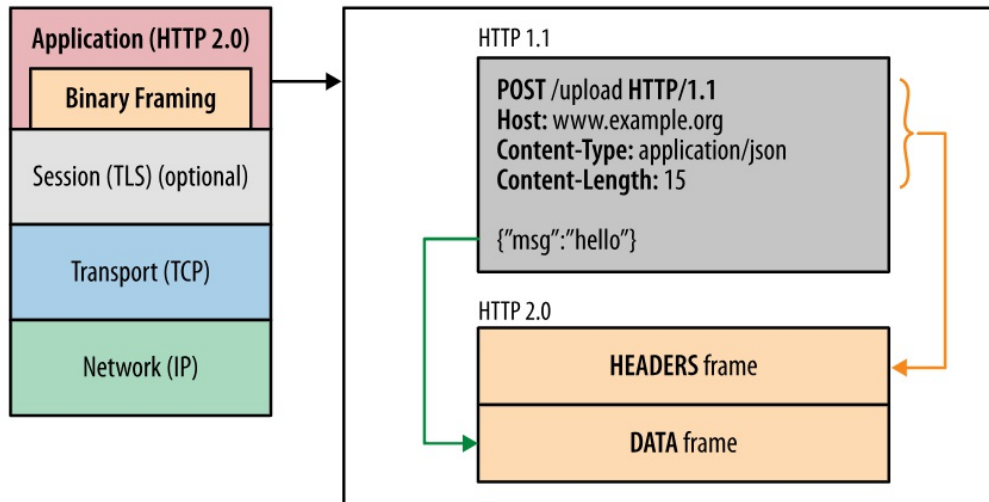 Application (HTTP 2.0)
Binary Framing
Session (TLS) (optional)
Transport (TCP)
Network (IP)
HTTP 1.1
POST /upload HTTP/1.1
Host: www.example.org
Content-Type: application/json
Content-Length: 15
{”msg”:”hello”}
HTTP 2.0
HEADERS frame
DATA frame